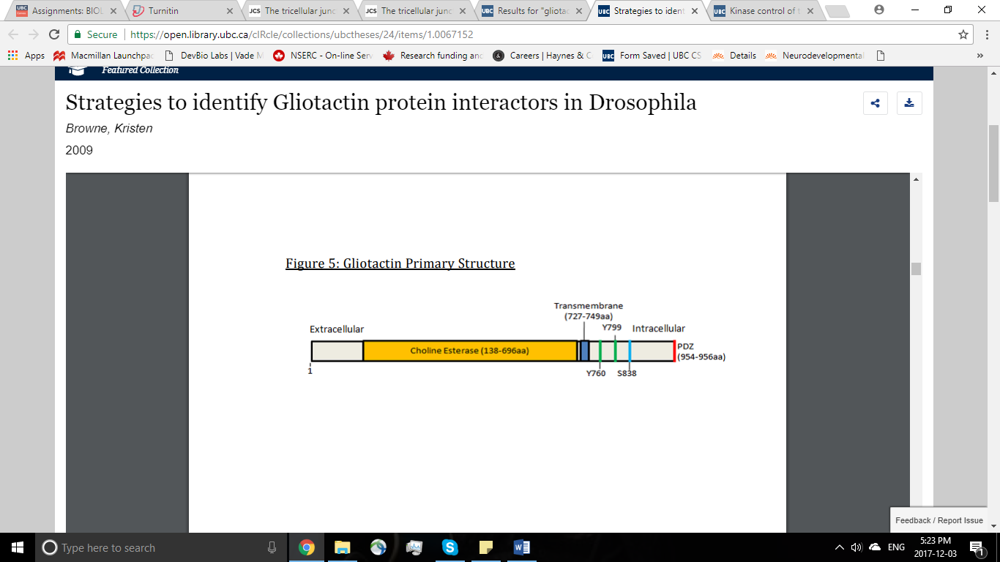 Assignments: BIOL
Turnitin
The tricellular junc
The tricellular junc
Results for "gliotac
Strategies to ident
Kinase control of t
Secure
https://open.library.ubc.ca/cIRcle/collections/ubctheses/24/items/1.0067152
Apps
Macmillan Launchpad
DevBio Labs | Vade M
NSERC - On-line Serv
Research funding and
Careers | Haynes & C
UBC
Form Saved | UBC CS
Details
Neurodevelopmental
»
Featured Collection
Strategies to identify Gliotactin protein interactors in Drosophila
Browne, Kristen
2009
Figure 5: Gliotactin Primary Structure
Transmembrane
(727-749aa)
Extracellular
Y799
Intracellular
Choline Esterase (138-696aa)
PDZ
(954-956aa)
1
Y760
S838
Feedback / Report Issue
Type here to search
ENG
5:23 PM
2017-12-03
1